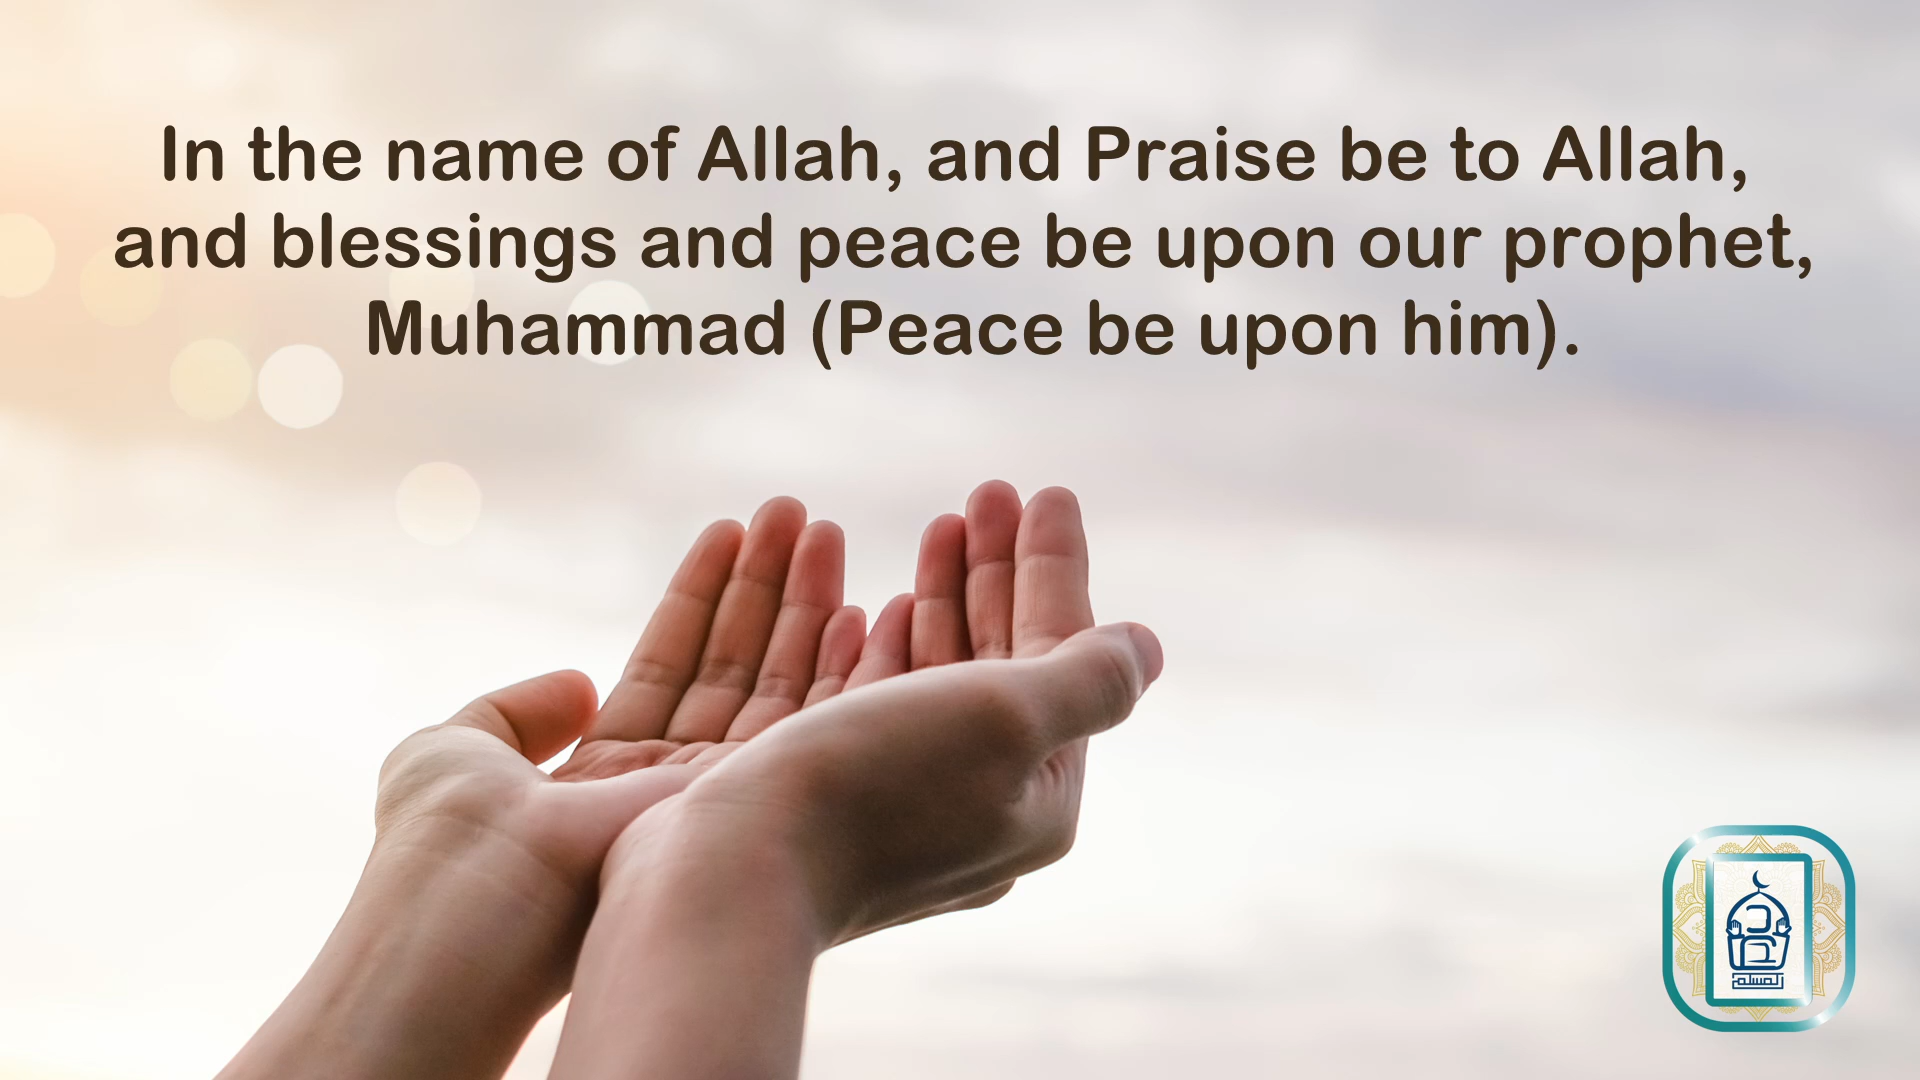 In the name of Allah, and Praise be to Allah,
and blessings and peace be upon our prophet,
Muhammad (Peace be upon him).
المسلم